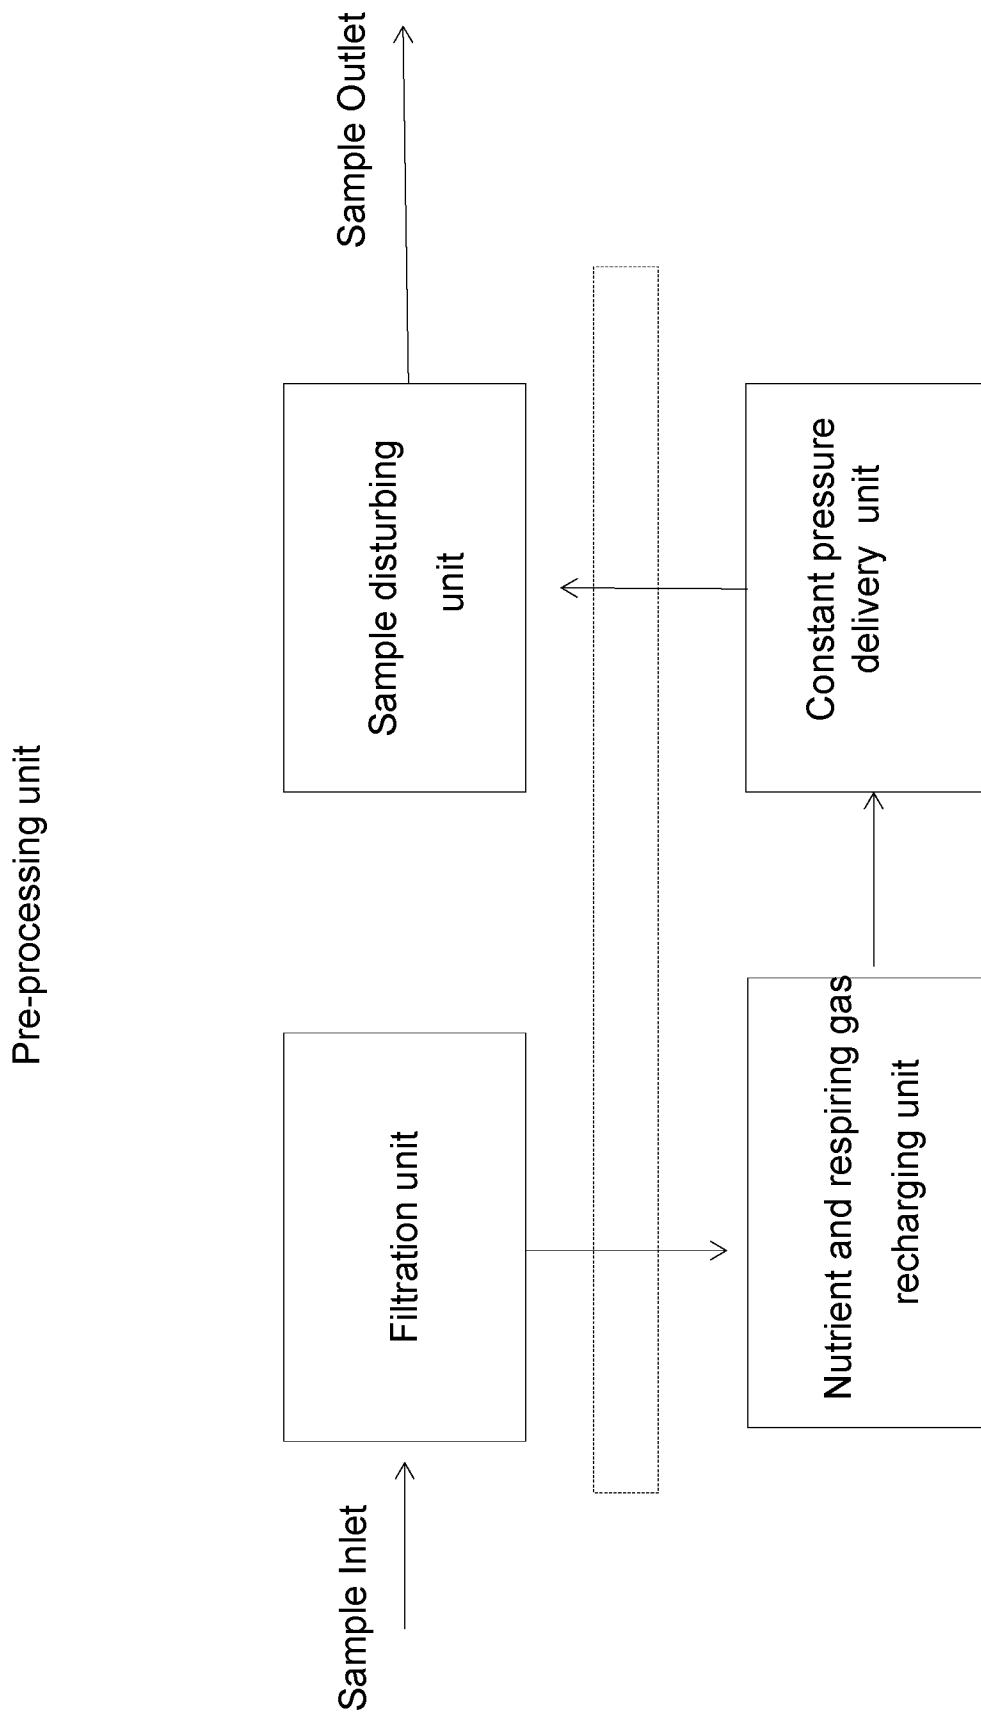 Pre-processing unit
Sample Inlet
Filtration unit
Sample disturbing
unit
Sample Outlet
Nutrient and respiring gas
recharging unit
Constant pressure
delivery unit